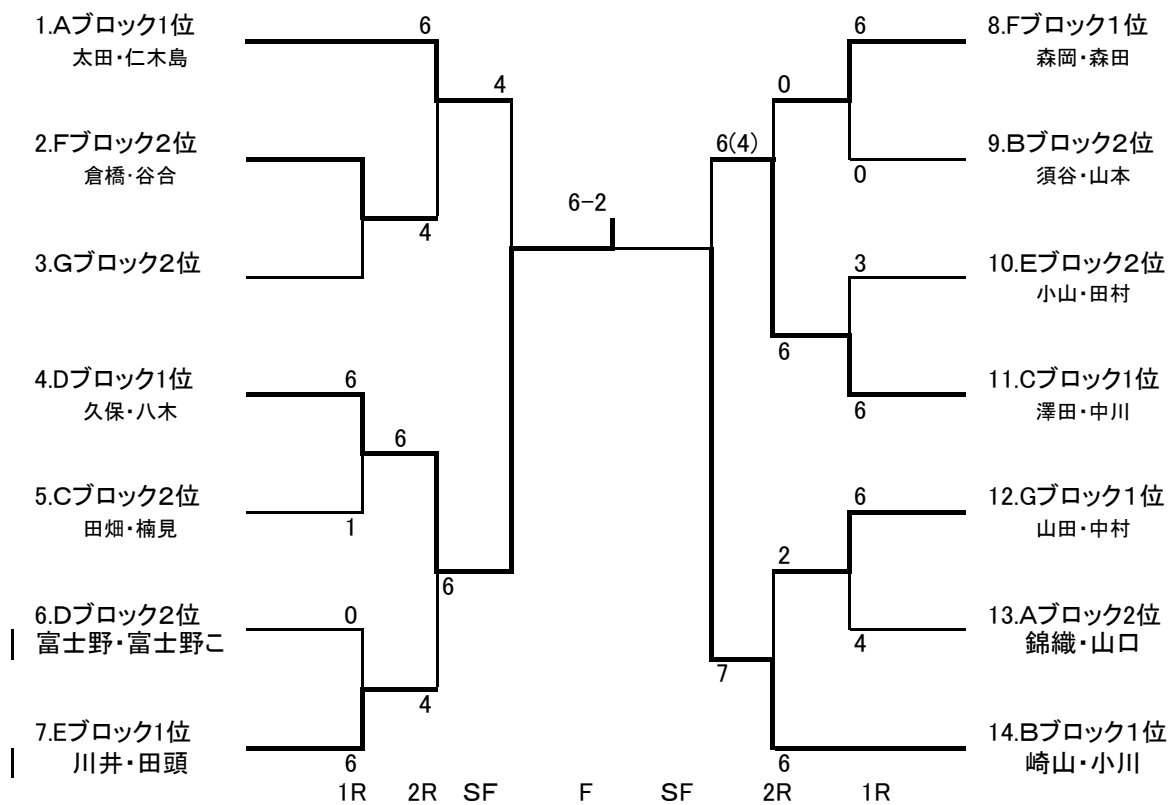 1.Aブロック1位
太田・仁木島
2.Fブロック２位
倉橋・谷合
3.Gブロック２位
4.Dブロック1位
久保・八木
5.Cブロック２位
田畑・楠見
6.Dブロック２位
富士野・富士野こ
7.Eブロック1位
川井・田頭
6
4
4
6
1
6
0
6
4
6
6-2
6(4)
7
0
6
2
6
6
0
3
6
6
4
8.Fブロック１位
森岡・森田
9.Bブロック２位
須谷・山本
10.Eブロック２位
小山・田村
11.Cブロック1位
澤田・中川
12.Gブロック１位
山田・中村
13.Aブロック2位
錦織・山口
14.Bブロック１位
崎山・小川
1R 2R SF F SF 2R 1R